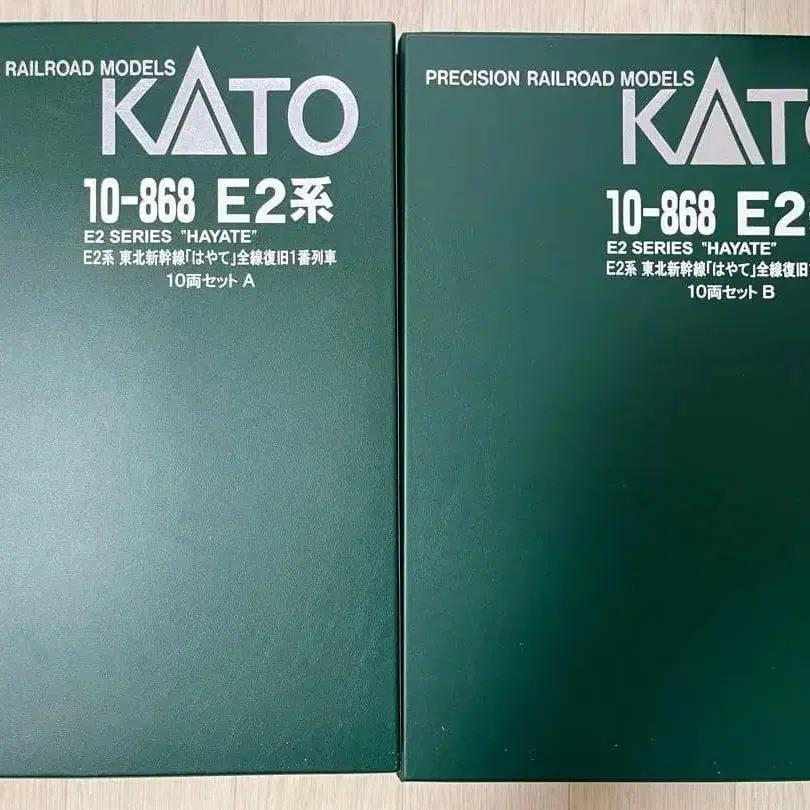 RAILROAD MODELS
KATO
10-868 E2系
E2 SERIES "HAYATE"
E2系 東北新幹線「はやて」全線復旧1番列車
10両セット A
PRECISION RAILROAD MODELS
KATO
10-868 E2
E2 SERIES "HAYATE"
E2系 東北新幹線「はやて」全線復旧1
10両セット B